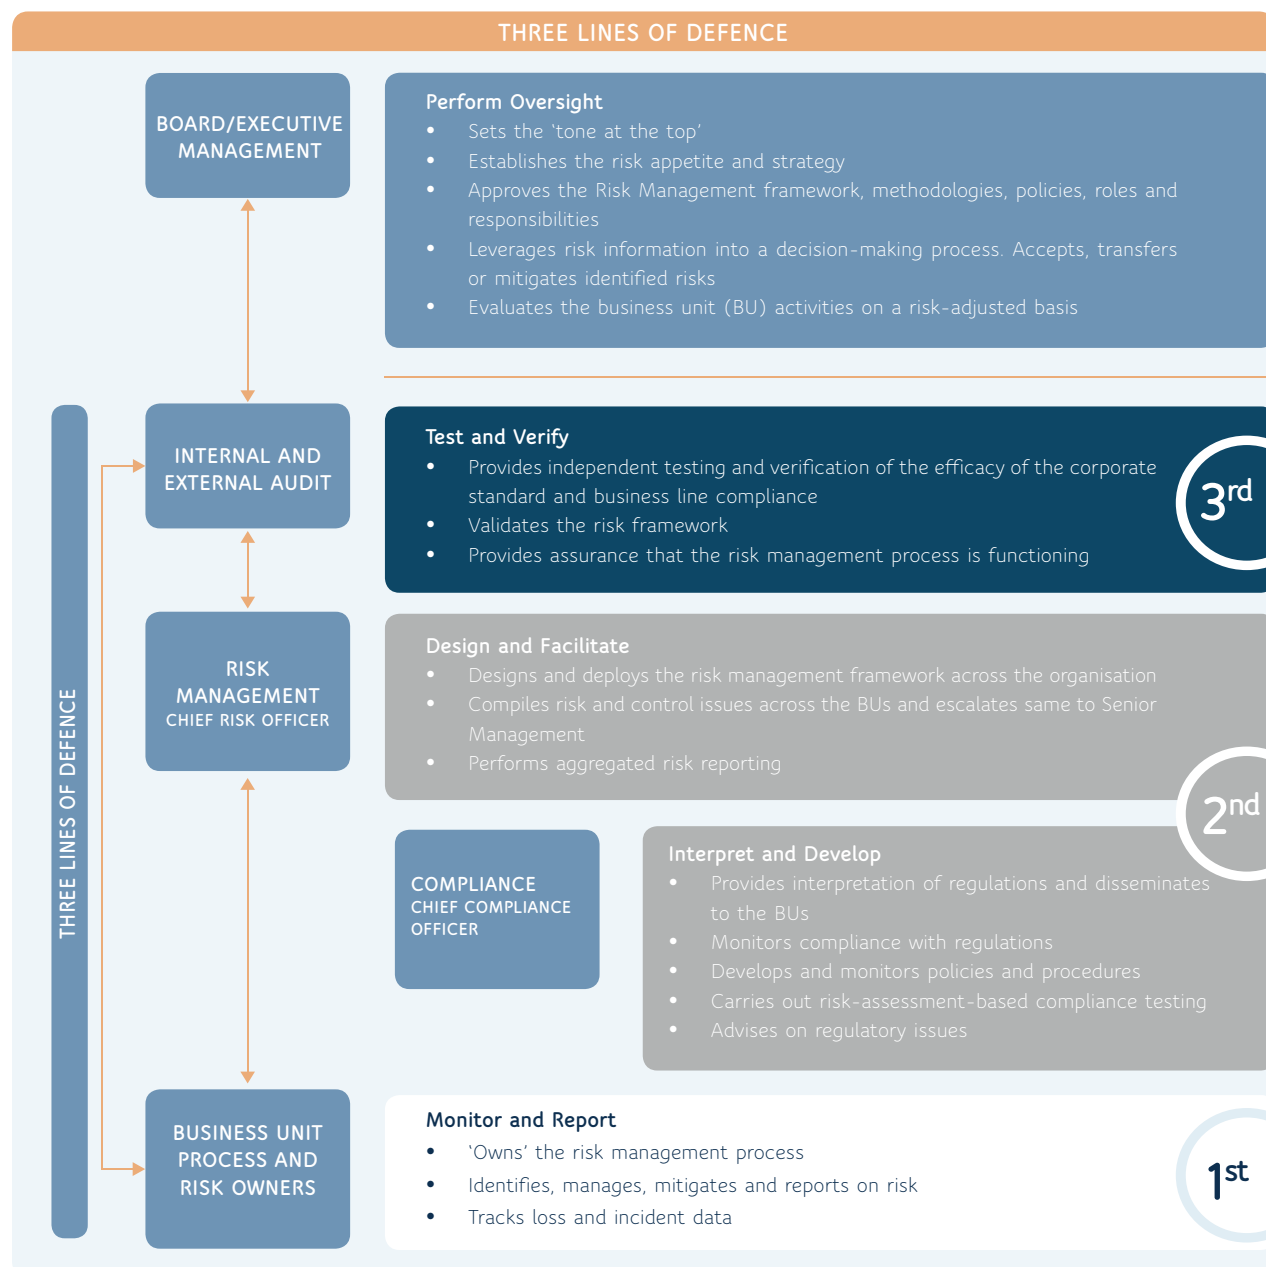 THREE LINES OF DEFENCE
BOARD/EXECUTIVE
MANAGEMENT
Perform Oversight
• Sets the ‘tone at the top’
• Establishes the risk appetite and strategy
• Approves the Risk Management framework, methodologies, policies, roles and
responsibilities
• Leverages risk information into a decision-making process. Accepts, transfers
or mitigates identified risks
• Evaluates the business unit (BU) activities on a risk-adjusted basis
THREE LINES OF DEFENCE
INTERNAL AND
EXTERNAL AUDIT
Test and Verify
• Provides independent testing and verification of the efficacy of the corporate
standard and business line compliance
• Validates the risk framework
• Provides assurance that the risk management process is functioning
3rd
RISK
MANAGEMENT
CHIEF RISK OFFICER
Design and Facilitate
• Designs and deploys the risk management framework across the organisation
• Compiles risk and control issues across the BUs and escalates same to Senior
Management
• Performs aggregated risk reporting
2nd
COMPLIANCE
CHIEF COMPLIANCE
OFFICER
Interpret and Develop
• Provides interpretation of regulations and disseminates
to the BUs
• Monitors compliance with regulations
• Develops and monitors policies and procedures
• Carries out risk-assessment-based compliance testing
• Advises on regulatory issues
BUSINESS UNIT
PROCESS AND
RISK OWNERS
Monitor and Report
• ‘Owns’ the risk management process
• Identifies, manages, mitigates and reports on risk
• Tracks loss and incident data
1st